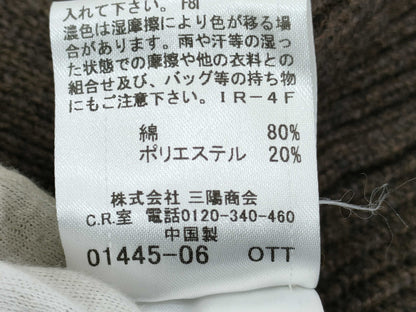 入れて下さい。 F8I
濃色は湿摩擦により色が移る場
合があります。雨や汗等の湿っ
た状態での摩擦や他の衣料との
組合せ及び、バッグ等の持ち物
にもご注意下さい。IR-4F
綿 80%
ポリエステル 20%
株式会社 三陽商会
C.R.室 電話0120-340-460
中国製
01445-06 OTT